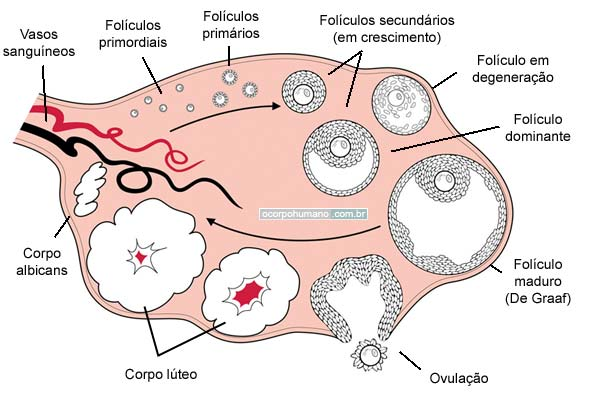 Vasos
sanguíneos
Folículos
primordiais
Folículos
primários
Folículos secundários
(em crescimento)
Folículo em
degeneração
Folículo
dominante
ocorpohumano.com.br
Corpo
albicans
Folículo
maduro
(De Graaf)
Corpo lúteo
Ovulação